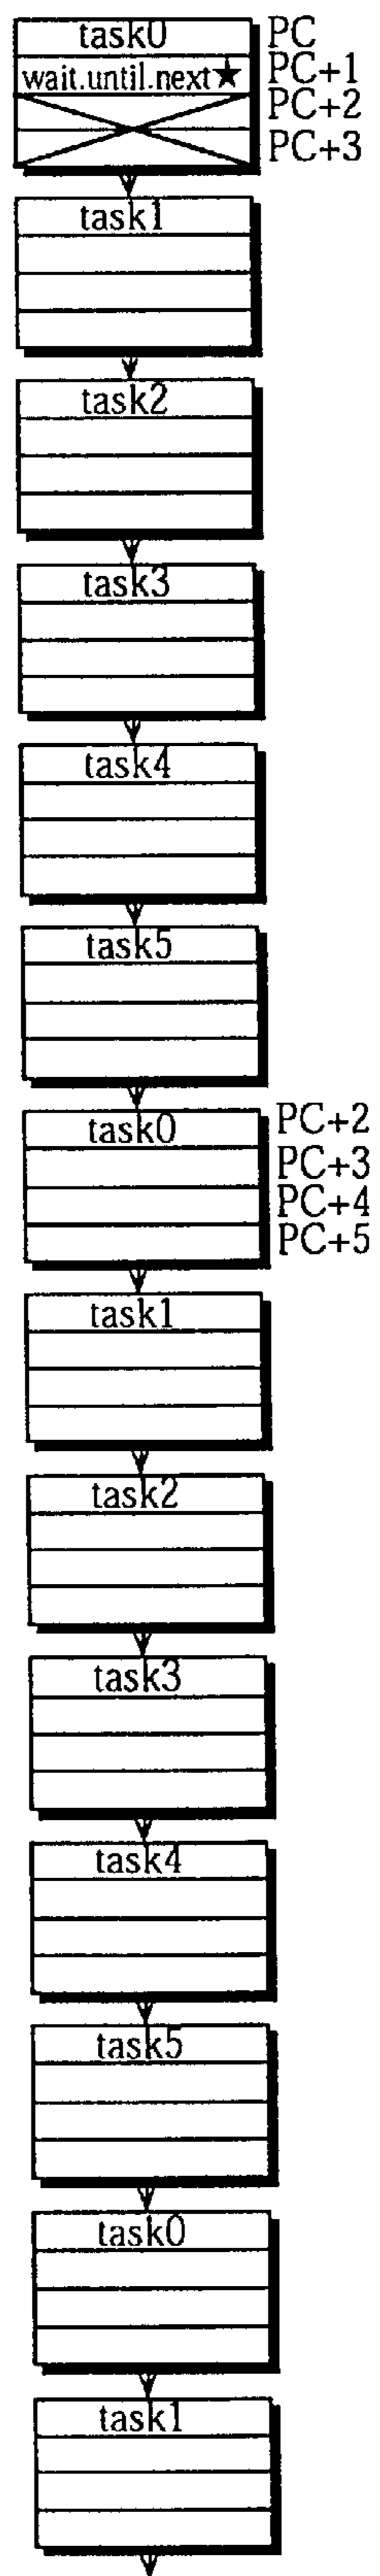 task0 PC
wait.until.next★ PC+1
PC+2
PC+3
task1
task2
task3
task4
task5
task0 PC+2
PC+3
PC+4
PC+5
task1
task2
task3
task4
task5
task0
task1